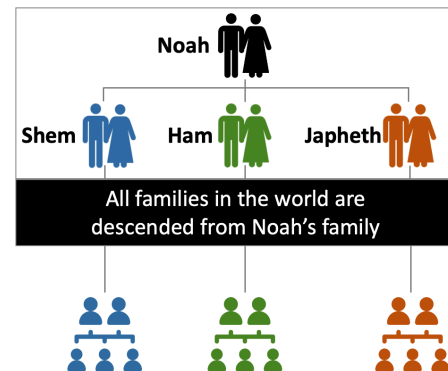 Noah
Shem
Ham
Japheth
All families in the world are
descended from Noah’s family